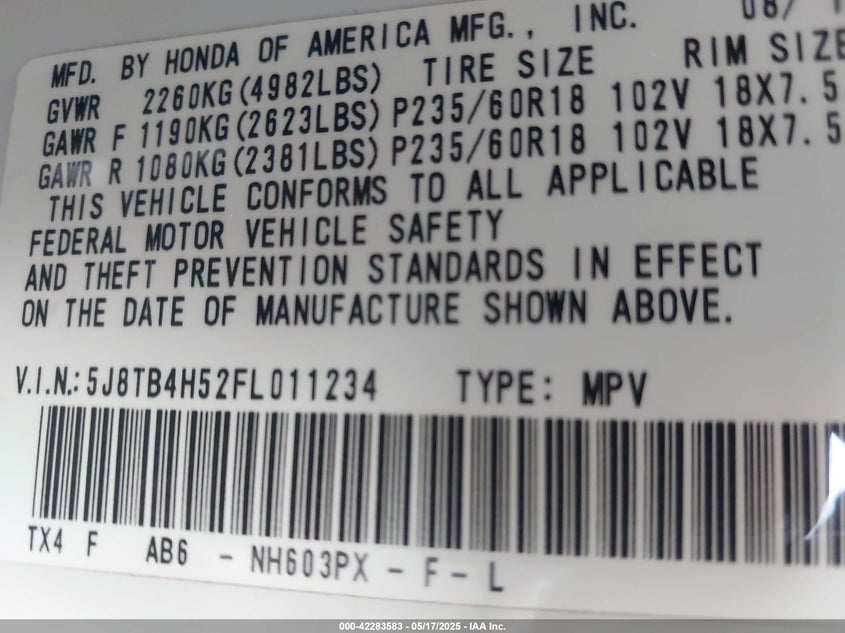 MFD. BY HONDA OF AMERICA MFG., INC. 08/
GVWR 2260KG(4982LBS) TIRE SIZE RIM SIZE
GAWR F 1190KG(2623LBS) P235/60R18 102V 18X7.5
GAWR R 1080KG(2381LBS) P235/60R18 102V 18X7.5
THIS VEHICLE CONFORMS TO ALL APPLICABLE
FEDERAL MOTOR VEHICLE SAFETY
AND THEFT PREVENTION STANDARDS IN EFFECT
ON THE DATE OF MANUFACTURE SHOWN ABOVE.
V.I.N.: 5J8TB4H52FL011234 TYPE: MPV
TX4 F AB6 - NH603PX - F - L
000-42283583 - 05/17/2025 - IAA Inc.